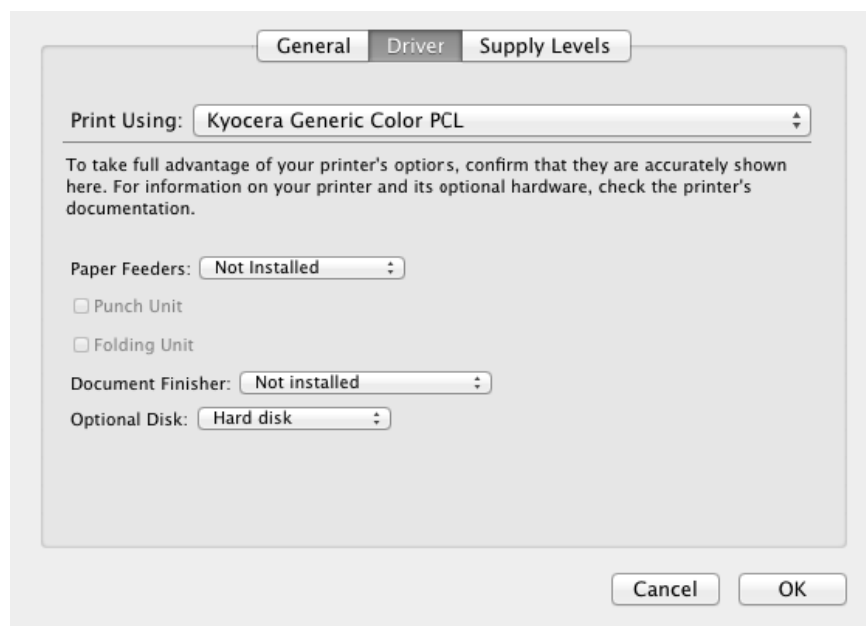 General Driver Supply Levels
Print Using: Kyocera Generic Color PCL
To take full advantage of your printer's options, confirm that they are accurately shown
here. For information on your printer and its optional hardware, check the printer's
documentation.
Paper Feeders: Not Installed
Punch Unit
Folding Unit
Document Finisher: Not installed
Optional Disk: Hard disk
Cancel OK